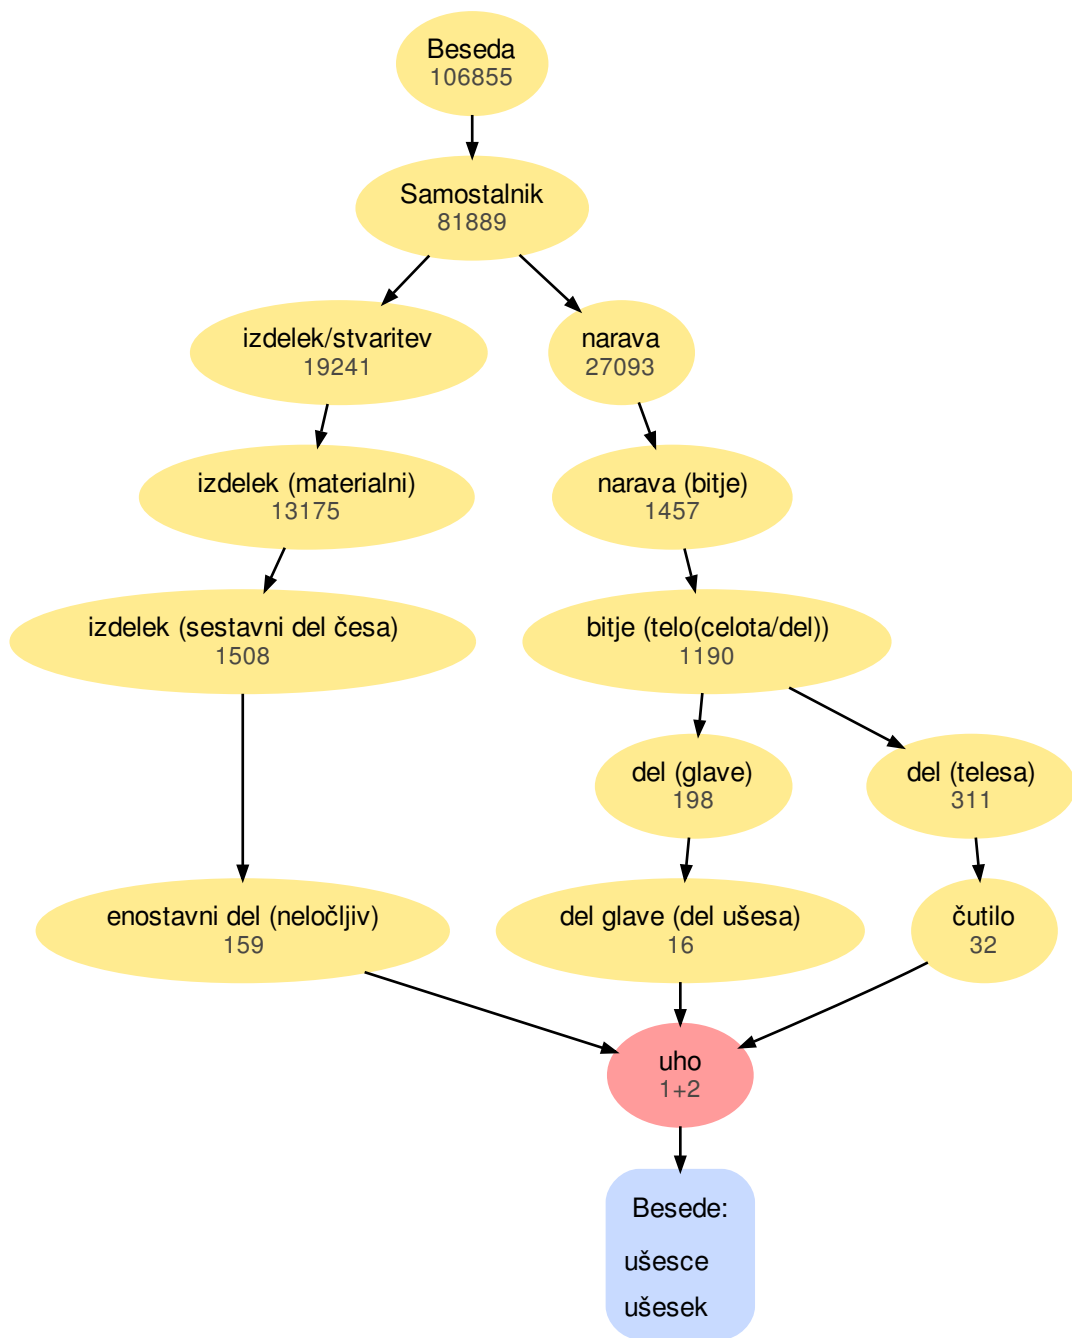 Beseda
106855
Samostalnik
81889
izdelek/stvaritev
19241
narava
27093
izdelek (materialni)
13175
narava (bitje)
1457
izdelek (sestavni del česa)
1508
bitje (telo(celota/del))
1190
del (glave)
198
del (telesa)
311
enostavni del (neločljiv)
159
del glave (del ušesa)
16
čutilo
32
uho
1+2
Besede:
ušesce
ušesek